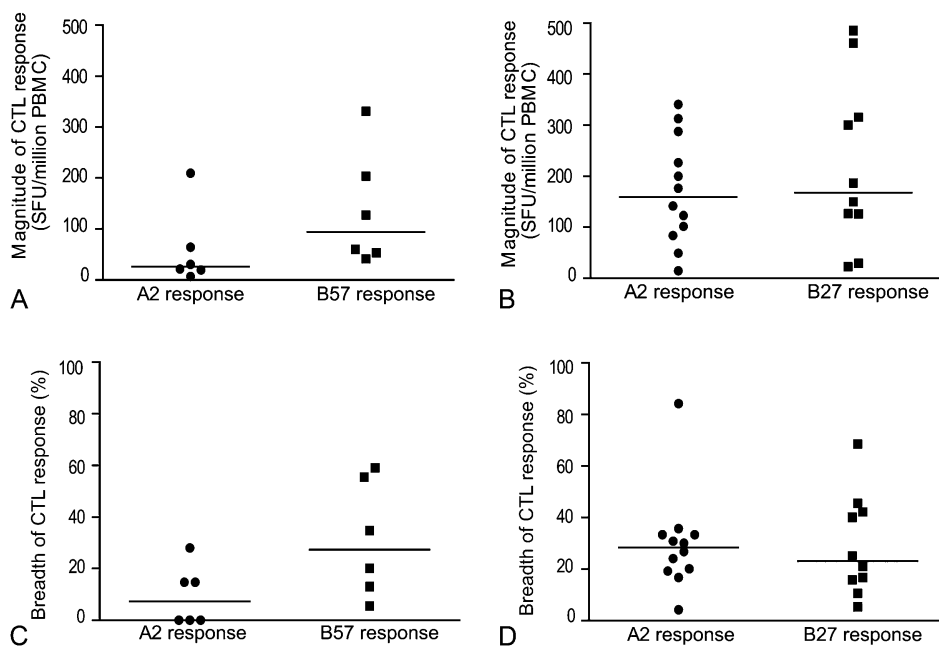 Magnitude of CTL response
(SFU/million PBMC)
500
400
300
200
100
0
A2 response
B57 response
A
Magnitude of CTL response
(SFU/million PBMC)
500
400
300
200
100
0
A2 response
B27 response
B
Breadth of CTL response (%)
100
80
60
40
20
0
A2 response
B57 response
C
Breadth of CTL response (%)
100
80
60
40
20
0
A2 response
B27 response
D